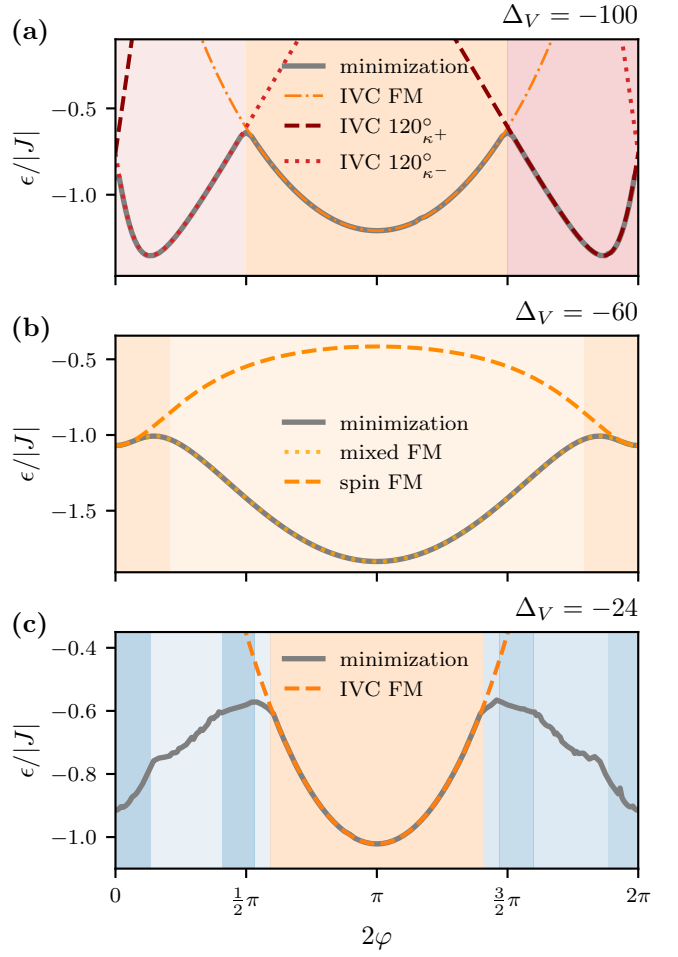 (a)
Δ_V = −100
ϵ/|J|
−0.5
−1.0
minimization
IVC FM
IVC 120°_κ+
IVC 120°_κ−
(b)
Δ_V = −60
ϵ/|J|
−0.5
−1.0
−1.5
minimization
mixed FM
spin FM
(c)
Δ_V = −24
ϵ/|J|
−0.4
−0.6
−0.8
−1.0
minimization
IVC FM
0 1/2π π 3/2π 2π
2φ